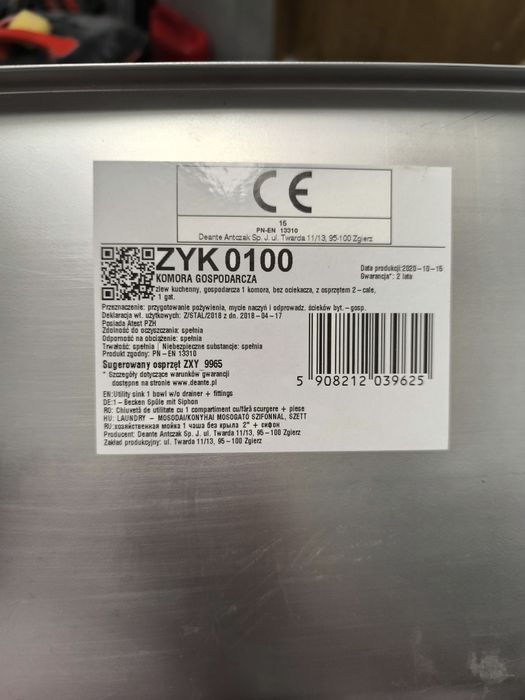 CE
15
PN-EN 13310
Deante Antczak Sp. J. ul. Twarda 11/13, 95-100 Zgierz
ZYK 0100
KOMORA GOSPODARCZA
Data produkcji:2020-10-15
Gwarancja*: 2 lata
zlew kuchenny, gospodarcza 1 komora, bez ociekacza, z osprzętem 2-cale,
1 gat.
Przeznaczenie: przygotowanie pożywienia, mycie naczyń i odprowadz. ścieków byt.-gosp.
Deklaracja wł. użytkowych: Z/STAL/2018 z dn. 2018-04-17
Posiada Atest PZH
Zdolność do oczyszczania: spełnia
Odporność na obciążenie: spełnia
Trwałość: spełnia | Niebezpieczne substancje: spełnia
Produkt zgodny: PN-EN 13310
Sugerowany osprzęt ZXY_9965
* Szczegóły dotyczące warunków gwarancji
dostępne na stronie www.deante.pl
5 908212 039625
EN:Utility sink 1 bowl w/o drainer + fittings
DE:1 - Becken Spüle mit Siphon
RO: Chiuvetă de utilitate cu 1 compartiment cu/fără scurgere + piese
HU: LAUNDRY - MOSODAI/KONYHAI MOSOGATÓ SZIFONNAL, SZETT
RU:хозяйственная мойка 1 чаша без крыла 2" + сифон
Producent: Deante Antczak Sp. J. ul. Twarda 11/13, 95-100 Zgierz
Zakład produkcyjny: ul. Twarda 11/13, 95-100 Zgierz